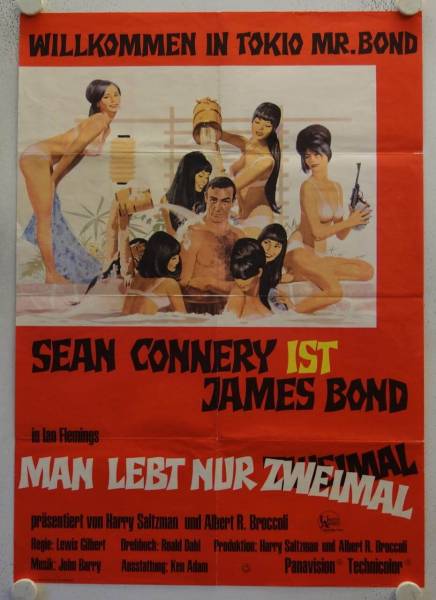 WILLKOMMEN IN TOKIO MR. BOND
SEAN CONNERY IST
JAMES BOND
in Ian Flemings
MAN LEBT NUR ZWEIMAL
ZWEIMAL
präsentiert von Harry Saltzman und Albert R. Broccoli
Regie: Lewis Gilbert Drehbuch: Roald Dahl Produktion: Harry Saltzman und Albert R. Broccoli
Musik: John Barry Ausstattung: Ken Adam Panavision® Technicolor®